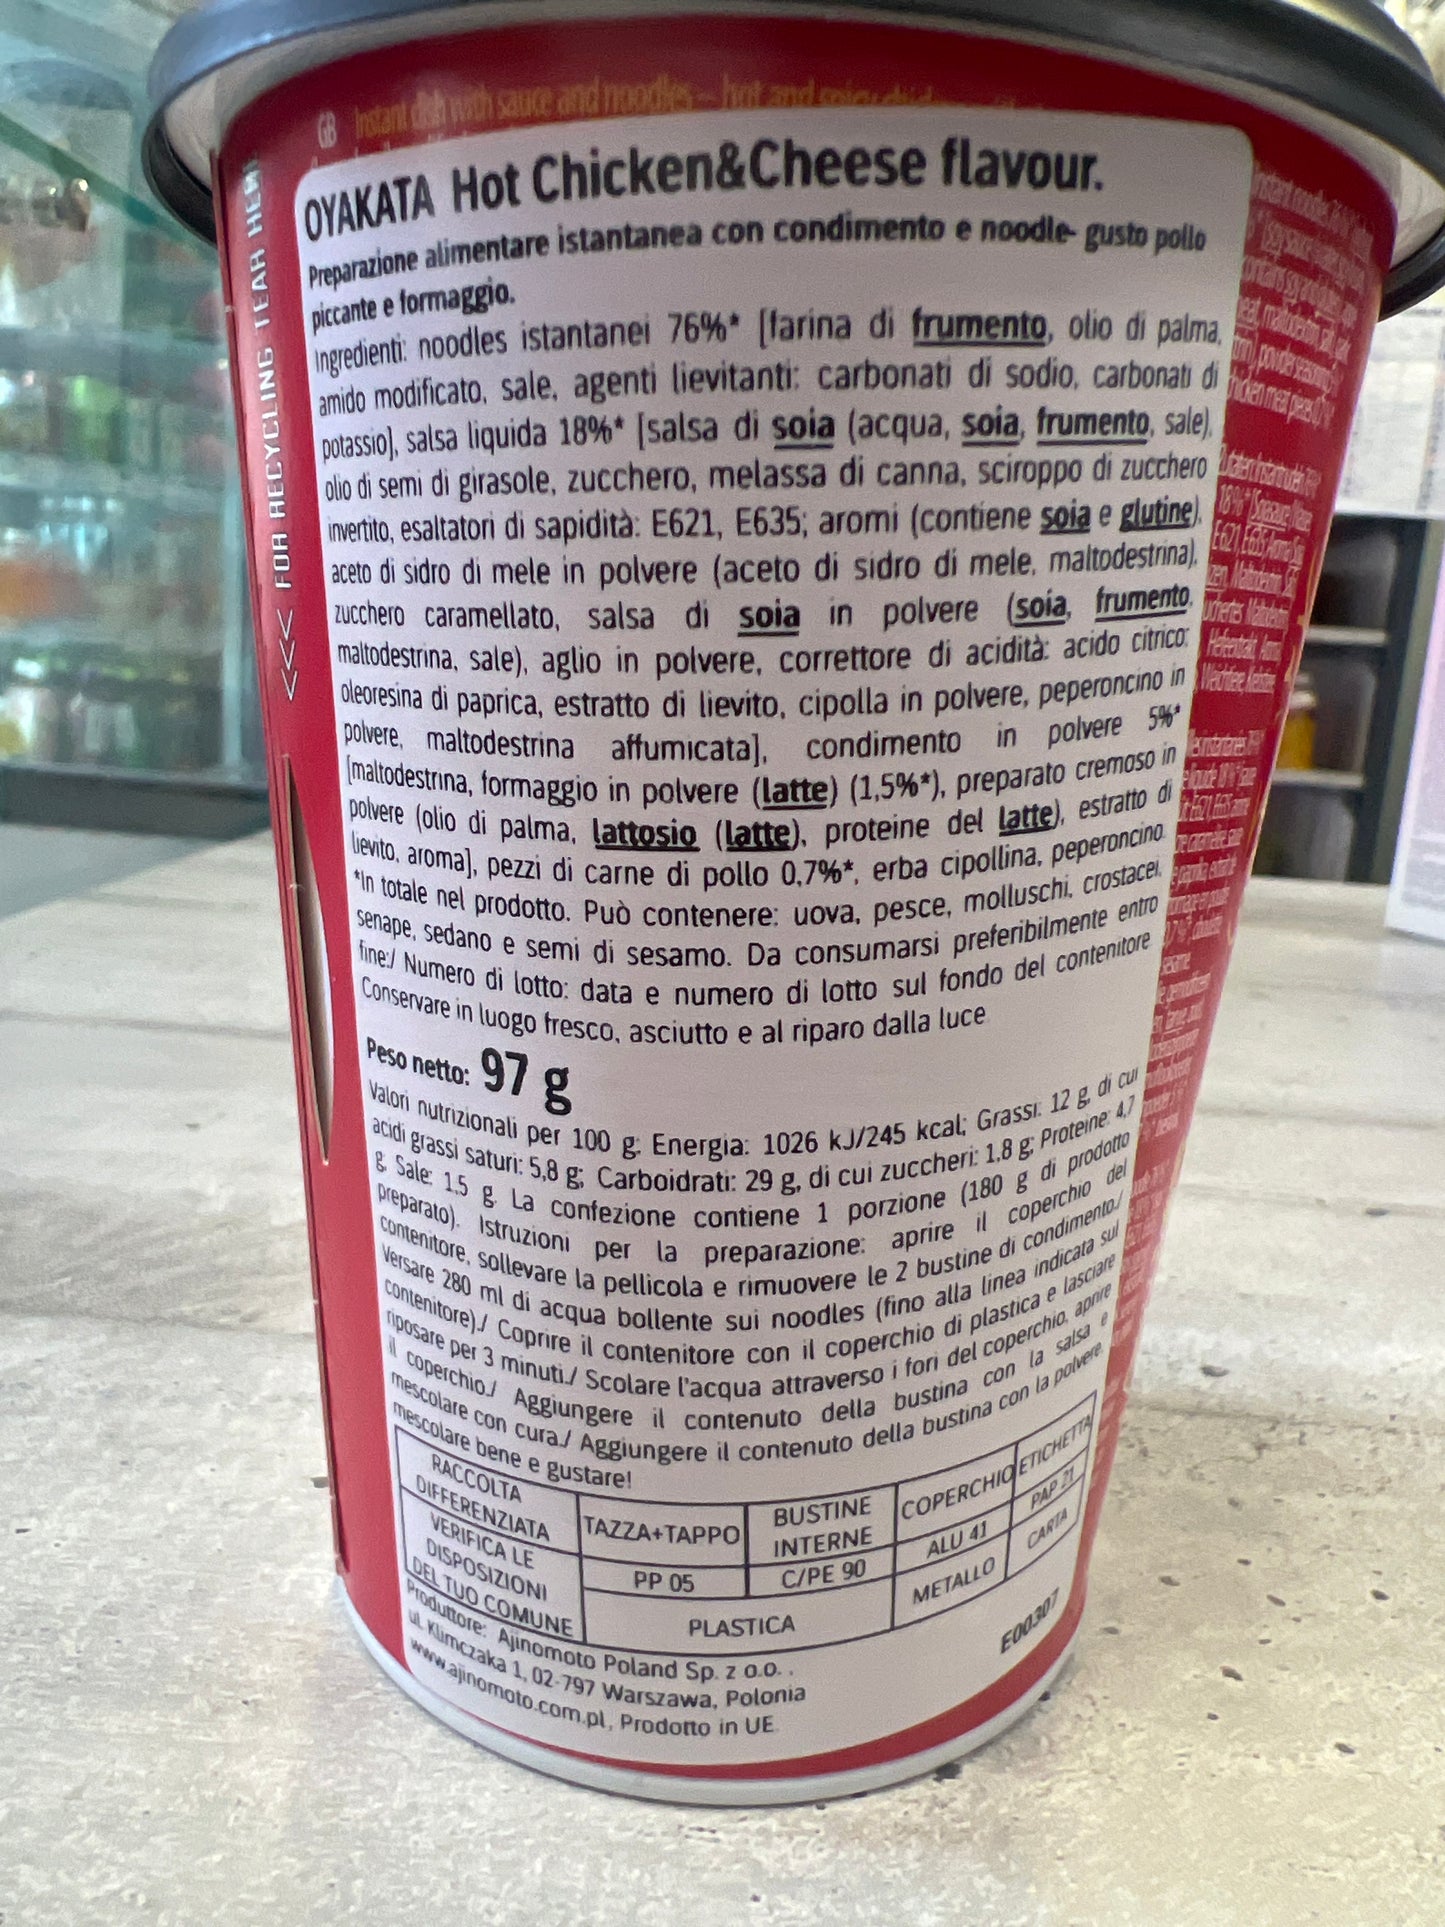 GB Instant dish with sauce and noodles – hot and spicy
<<< FOR RECYCLING TEAR HERE
OYAKATA Hot Chicken&Cheese flavour.
Preparazione alimentare istantanea con condimento e noodle- gusto pollo
piccante e formaggio.
Ingredienti: noodles istantanei 76%* [farina di frumento, olio di palma,
amido modificato, sale, agenti lievitanti: carbonati di sodio, carbonati di
potassio], salsa liquida 18%* [salsa di soia (acqua, soia, frumento, sale),
olio di semi di girasole, zucchero, melassa di canna, sciroppo di zucchero
invertito, esaltatori di sapidità: E621, E635; aromi (contiene soia e glutine),
aceto di sidro di mele in polvere (aceto di sidro di mele, maltodestrina),
zucchero caramellato, salsa di soia in polvere (soia, frumento,
maltodestrina, sale), aglio in polvere, correttore di acidità: acido citrico;
oleoresina di paprica, estratto di lievito, cipolla in polvere, peperoncino in
polvere, maltodestrina affumicata], condimento in polvere 5%*
[maltodestrina, formaggio in polvere (latte) (1,5%*), preparato cremoso in
polvere (olio di palma, lattosio (latte), proteine del latte), estratto di
lievito, aroma], pezzi di carne di pollo 0,7%*, erba cipollina, peperoncino.
*In totale nel prodotto. Può contenere: uova, pesce, molluschi, crostacei,
senape, sedano e semi di sesamo. Da consumarsi preferibilmente entro
fine:/ Numero di lotto: data e numero di lotto sul fondo del contenitore
Conservare in luogo fresco, asciutto e al riparo dalla luce
Peso netto: 97 g
Valori nutrizionali per 100 g: Energia: 1026 kJ/245 kcal; Grassi: 12 g, di cui
acidi grassi saturi: 5,8 g; Carboidrati: 29 g, di cui zuccheri: 1,8 g; Proteine: 4,7
g. Sale: 1,5 g. La confezione contiene 1 porzione (180 g di prodotto
preparato). Istruzioni per la preparazione: aprire il coperchio del
contenitore, sollevare la pellicola e rimuovere le 2 bustine di condimento./
Versare 280 ml di acqua bollente sui noodles (fino alla linea indicata sul
contenitore)./ Coprire il contenitore con il coperchio di plastica e lasciare
riposare per 3 minuti./ Scolare l'acqua attraverso i fori del coperchio, aprire
il coperchio./ Aggiungere il contenuto della bustina con la salsa e
mescolare con cura./ Aggiungere il contenuto della bustina con la polvere,
mescolare bene e gustare!
RACCOLTA
DIFFERENZIATA
VERIFICA LE
DISPOSIZIONI
DEL TUO COMUNE
TAZZA+TAPPO
BUSTINE
INTERNE
COPERCHIO
ETICHETTA
PP 05
C/PE 90
ALU 41
PAP 21
PLASTICA
METALLO
CARTA
Produttore: Ajinomoto Poland Sp. z o.o. .
ul. Kłimczaka 1, 02-797 Warszawa, Polonia
www.ajinomoto.com.pl, Prodotto in UE
E00307